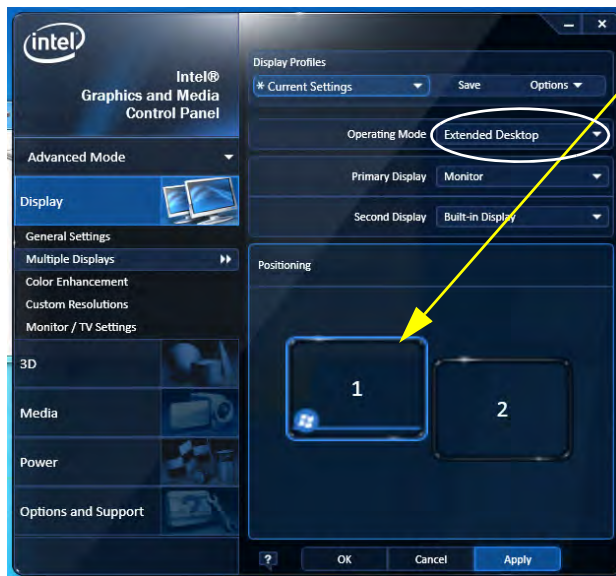 intel
Intel®
Graphics and Media
Control Panel
Advanced Mode
Display
General Settings
Multiple Displays
Color Enhancement
Custom Resolutions
Monitor / TV Settings
3D
Media
Power
Options and Support
Display Profiles
* Current Settings Save Options
Operating Mode Extended Desktop
Primary Display Monitor
Second Display Built-in Display
Positioning
1
2
? OK Cancel Apply